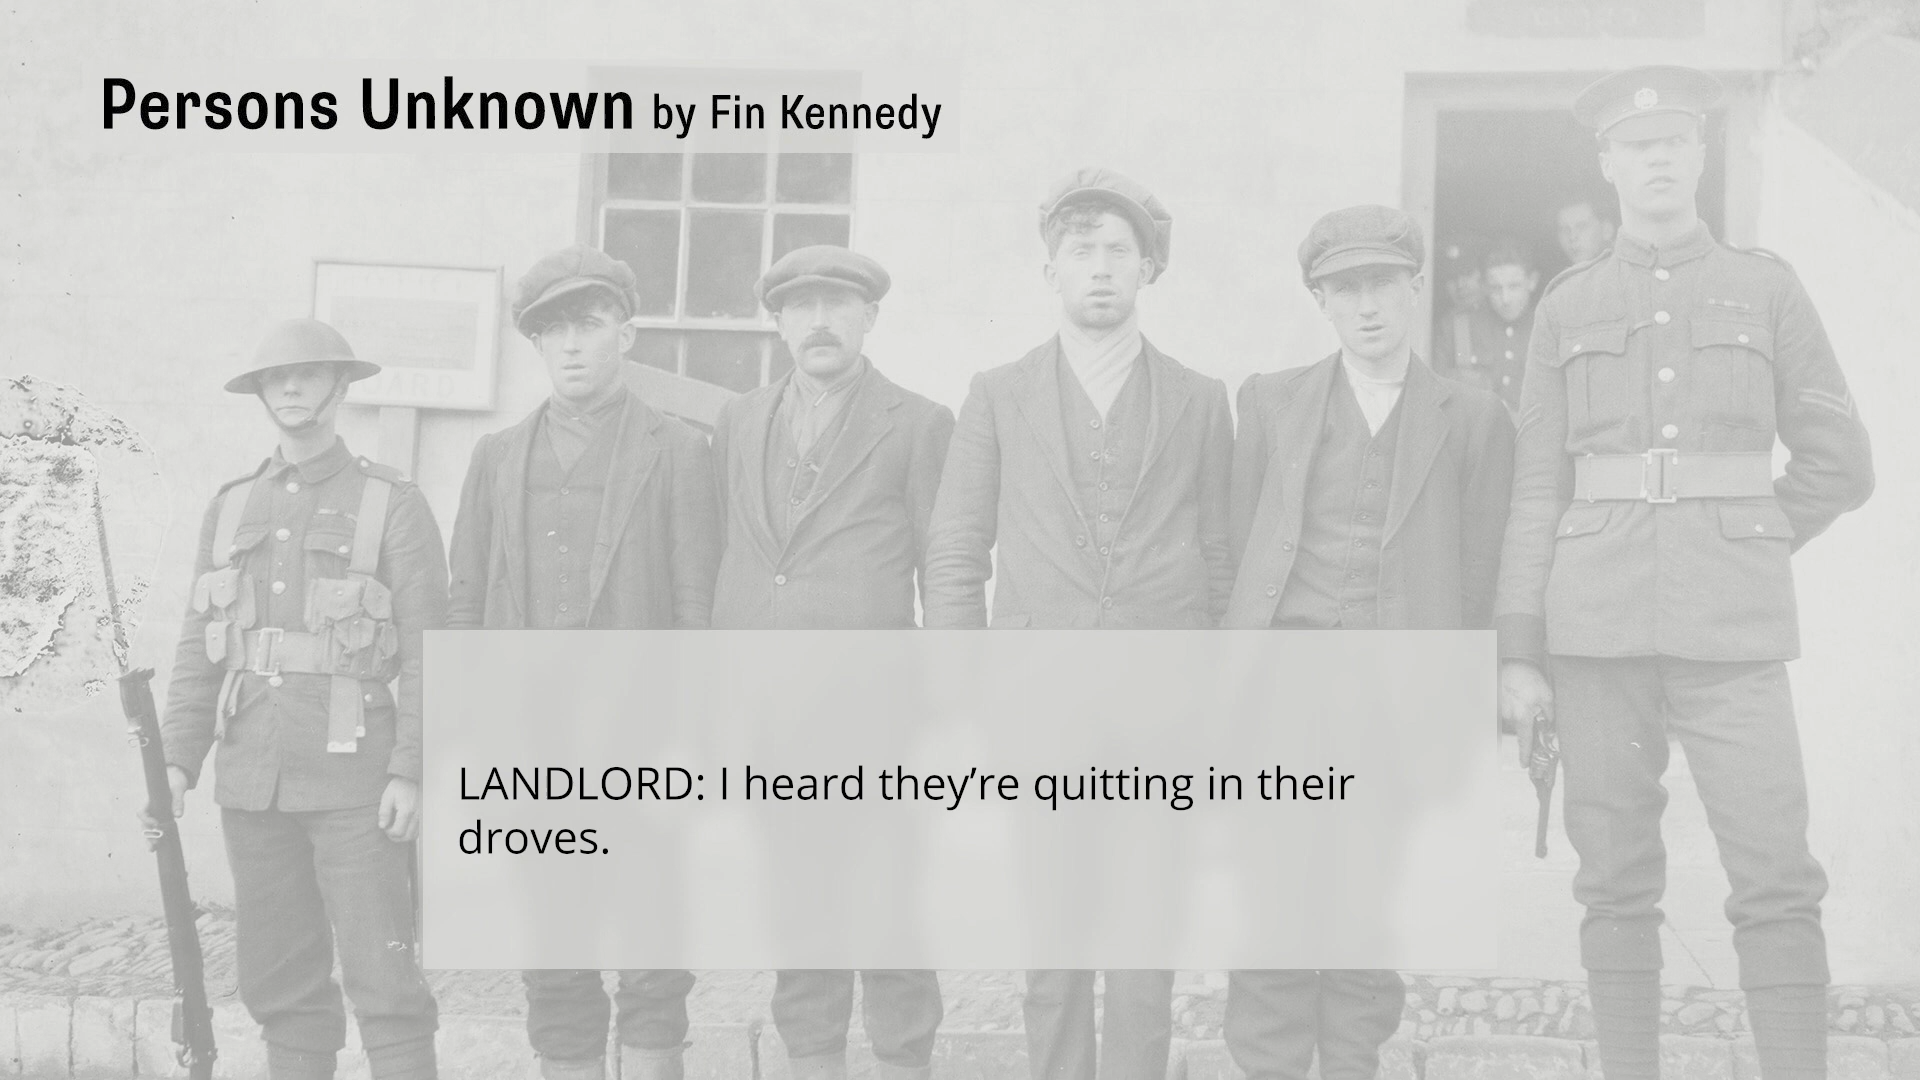 Persons Unknown by Fin Kennedy
LANDLORD: I heard they’re quitting in their
droves.